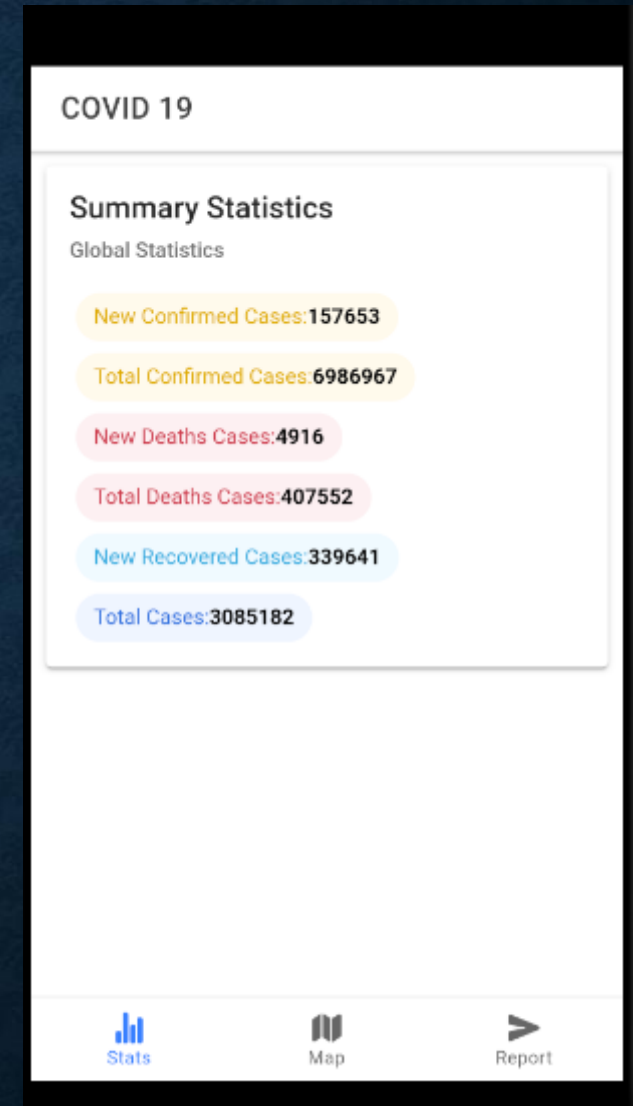 COVID 19
Summary Statistics
Global Statistics
New Confirmed Cases:157653
Total Confirmed Cases:6986967
New Deaths Cases:4916
Total Deaths Cases:407552
New Recovered Cases:339641
Total Cases:3085182
Stats Map Report